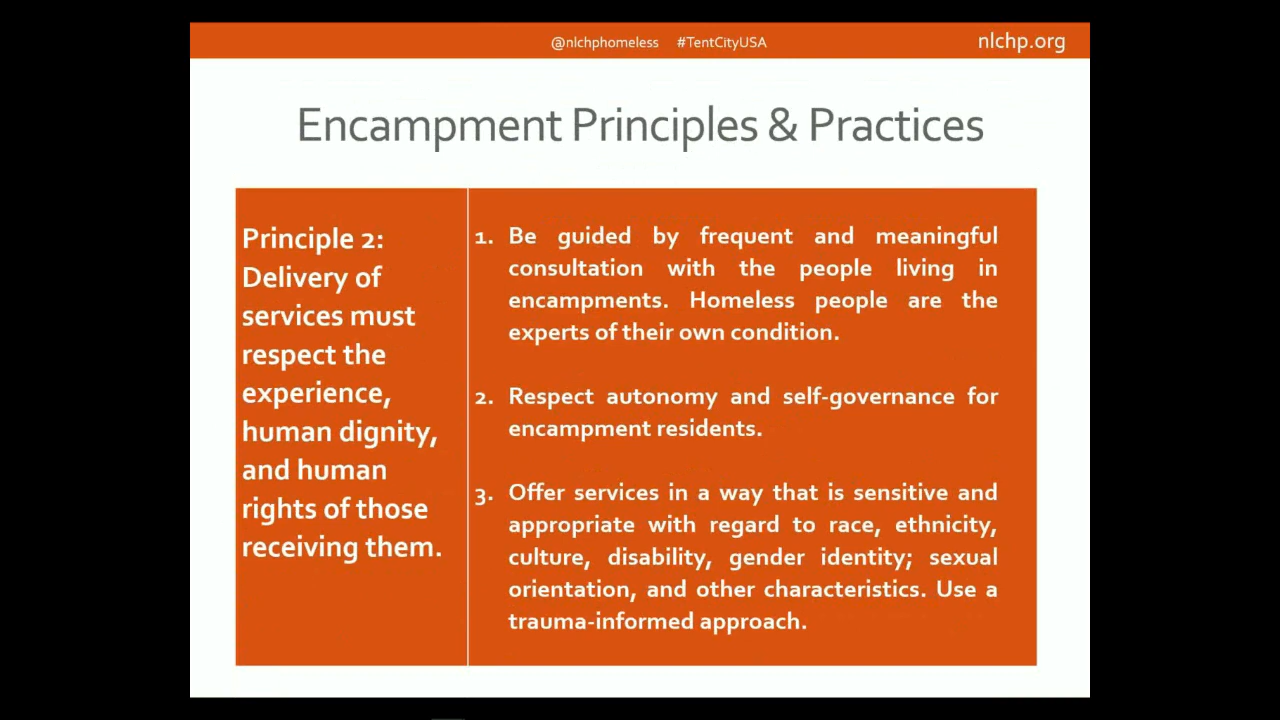 @nlchphomeless #TentCityUSA nlchp.org
Encampment Principles & Practices
Principle 2:
Delivery of
services must
respect the
experience,
human dignity,
and human
rights of those
receiving them.
1. Be guided by frequent and meaningful
consultation with the people living in
encampments. Homeless people are the
experts of their own condition.
2. Respect autonomy and self-governance for
encampment residents.
3. Offer services in a way that is sensitive and
appropriate with regard to race, ethnicity,
culture, disability, gender identity; sexual
orientation, and other characteristics. Use a
trauma-informed approach.